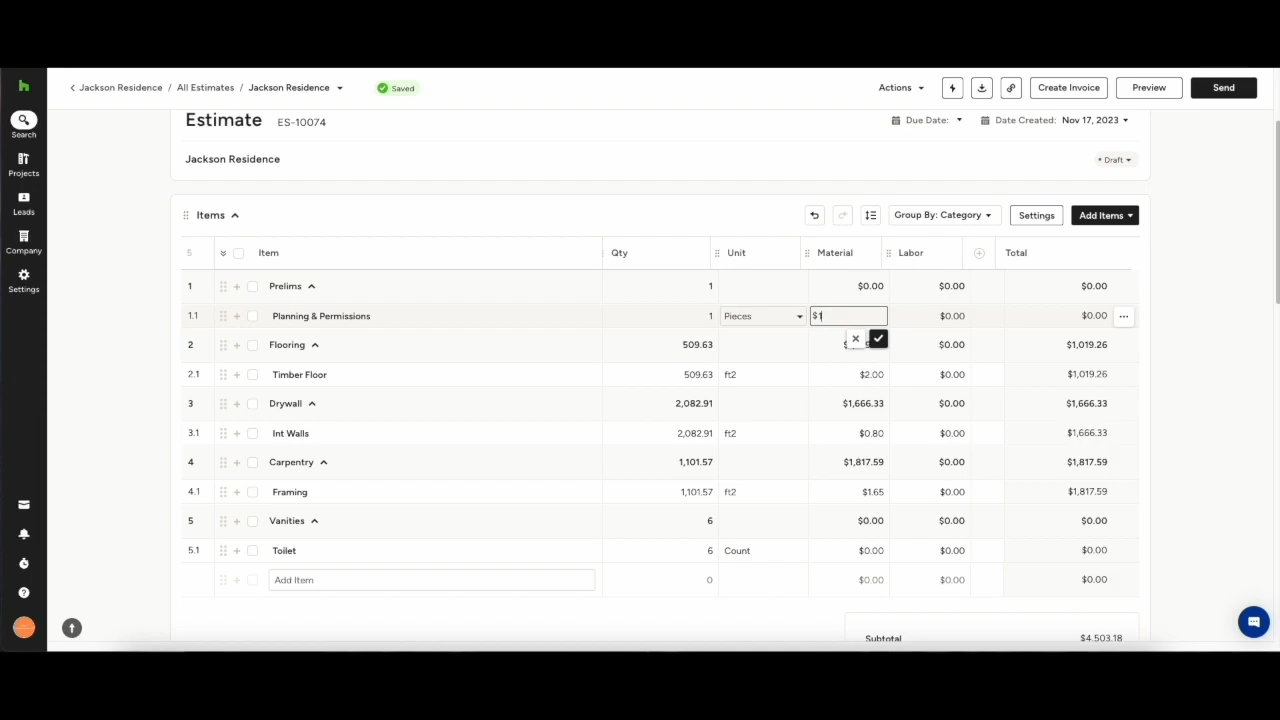 Jackson Residence / All Estimates / Jackson Residence Saved Actions Create Invoice Preview Send
Search
Projects
Leads
Company
Settings
Estimate ES-10074 Due Date: Date Created: Nov 17, 2023
Jackson Residence Draft
Items Group By: Category Settings Add Items
5 Item Qty Unit Material Labor Total
1 Prelims 1 $0.00 $0.00 $0.00
1.1 Planning & Permissions 1 Pieces $1 $0.00 $0.00
2 Flooring 509.63 $0.00 $1,019.26
2.1 Timber Floor 509.63 ft2 $2.00 $0.00 $1,019.26
3 Drywall 2,082.91 $1,666.33 $0.00 $1,666.33
3.1 Int Walls 2,082.91 ft2 $0.80 $0.00 $1,666.33
4 Carpentry 1,101.57 $1,817.59 $0.00 $1,817.59
4.1 Framing 1,101.57 ft2 $1.65 $0.00 $1,817.59
5 Vanities 6 $0.00 $0.00 $0.00
5.1 Toilet 6 Count $0.00 $0.00 $0.00
Add Item 0 $0.00 $0.00 $0.00
Subtotal $4,503.18